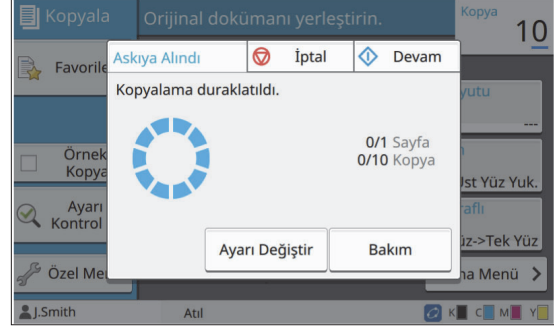 Kopyala
Orijinal dokümanı yerleştirin.
Kopya
10
Favorile
Askıya Alındı
İptal
Devam
Kopyalama duraklatıldı.
yutu
---
0/1 Sayfa
0/10 Kopya
Örnek
Kopya
Üst Yüz Yuk.
Ayarı
Kontrol
raflı
üz->Tek Yüz
Ayarı Değiştir
Bakım
Özel Me
na Menü
J.Smith
Atıl
K
C
M
Y